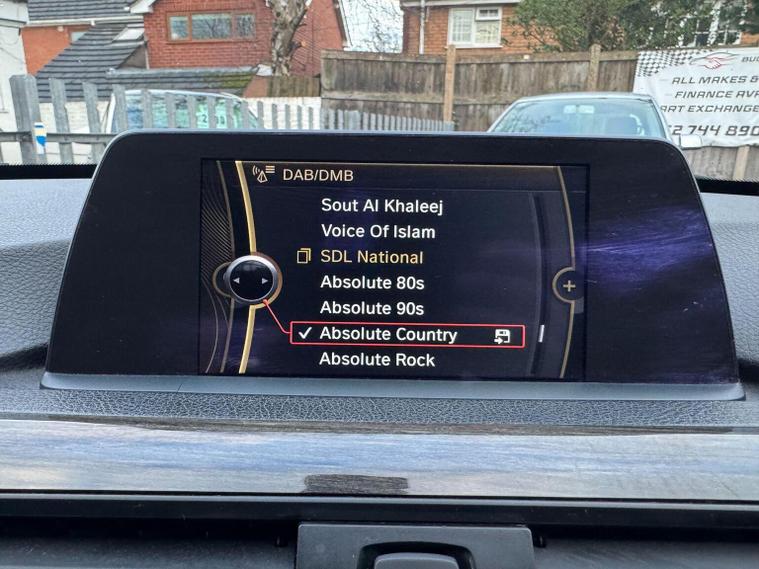 BU
ALL MAKES &
FINANCE AVA
ART EXCHANGE
2 744 890
DAB/DMB
Sout Al Khaleej
Voice Of Islam
SDL National
Absolute 80s
Absolute 90s
Absolute Country
Absolute Rock